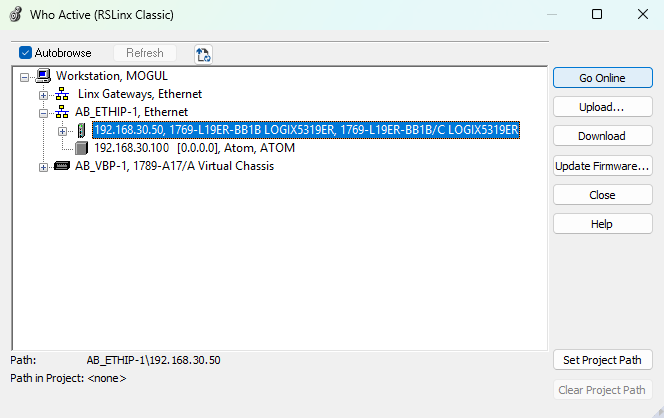 Who Active (RSLinx Classic)
Autobrowse
Refresh
Workstation, MOGUL
Linx Gateways, Ethernet
AB_ETHIP-1, Ethernet
192.168.30.50, 1769-L19ER-BB1B LOGIX5319ER, 1769-L19ER-BB1B/C LOGIX5319ER
192.168.30.100 [0.0.0.0], Atom, ATOM
AB_VBP-1, 1789-A17/A Virtual Chassis
Go Online
Upload...
Download
Update Firmware...
Close
Help
Path: AB_ETHIP-1\192.168.30.50
Set Project Path
Path in Project: <none>
Clear Project Path